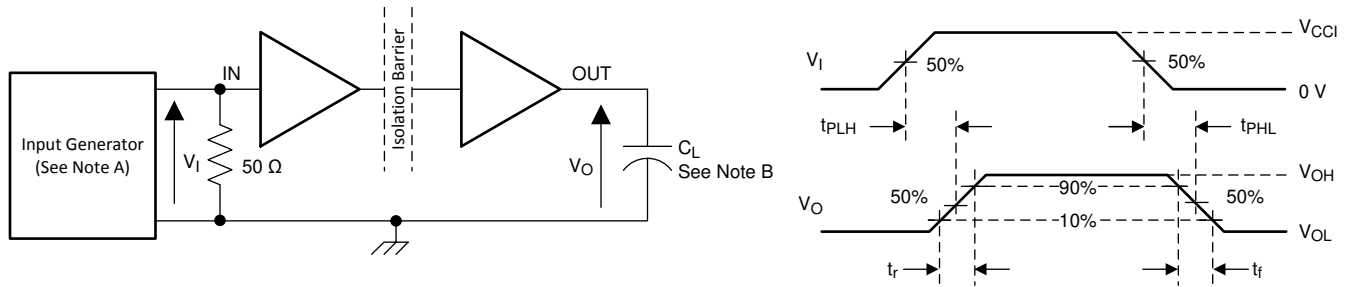 Input Generator
(See Note A)
V_I
IN
50 Ω
Isolation Barrier
OUT
V_O
C_L
See Note B
V_I
50%
50%
V_CCI
0 V
t_PLH
t_PHL
V_O
50%
90%
10%
50%
V_OH
V_OL
t_r
t_f